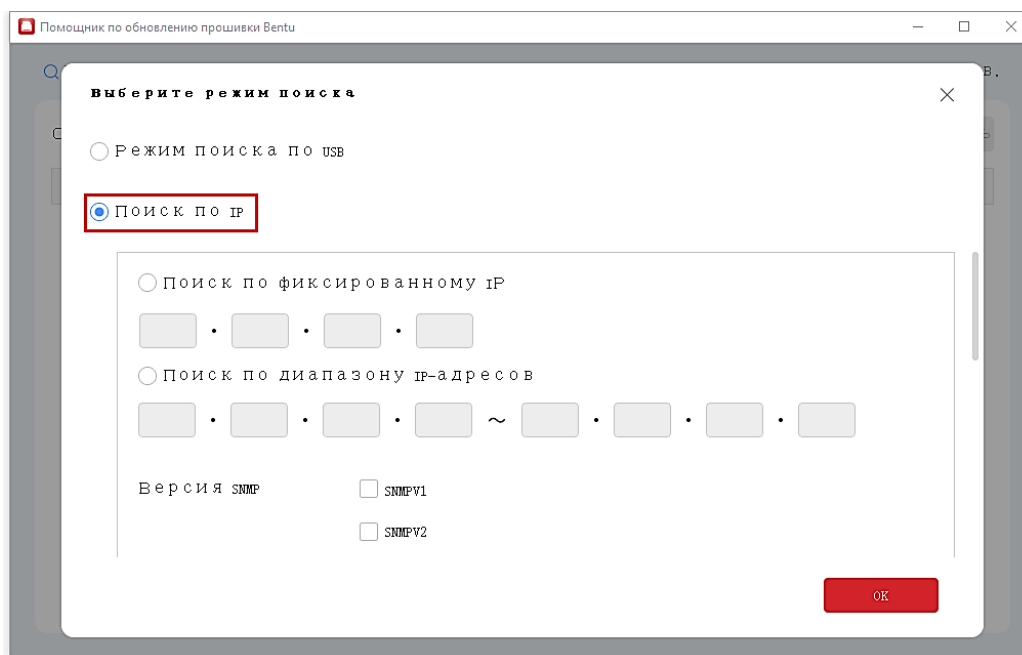 Помощник по обновлению прошивки Bentu
Выберите режим поиска
Режим поиска по USB
Поиск по IP
Поиск по фиксированному IP
Поиск по диапазону IP-адресов
~
Версия SNMP
SNMPV1
SNMPV2
OK